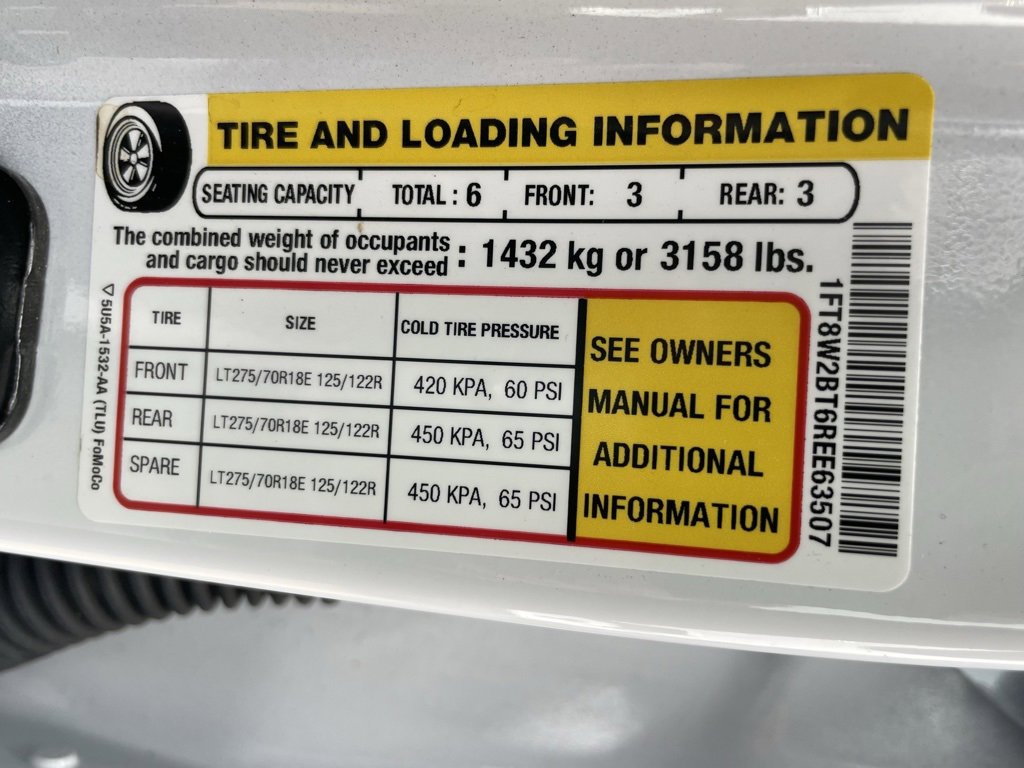 TIRE AND LOADING INFORMATION
SEATING CAPACITY TOTAL : 6 FRONT: 3 REAR: 3
The combined weight of occupants
and cargo should never exceed : 1432 kg or 3158 lbs.
TIRE SIZE COLD TIRE PRESSURE
FRONT LT275/70R18E 125/122R 420 KPA, 60 PSI
REAR LT275/70R18E 125/122R 450 KPA, 65 PSI
SPARE LT275/70R18E 125/122R 450 KPA, 65 PSI
SEE OWNERS
MANUAL FOR
ADDITIONAL
INFORMATION
1FT8W2BT6REE63507
5U5A-1532-AA (TLU) FoMoCo